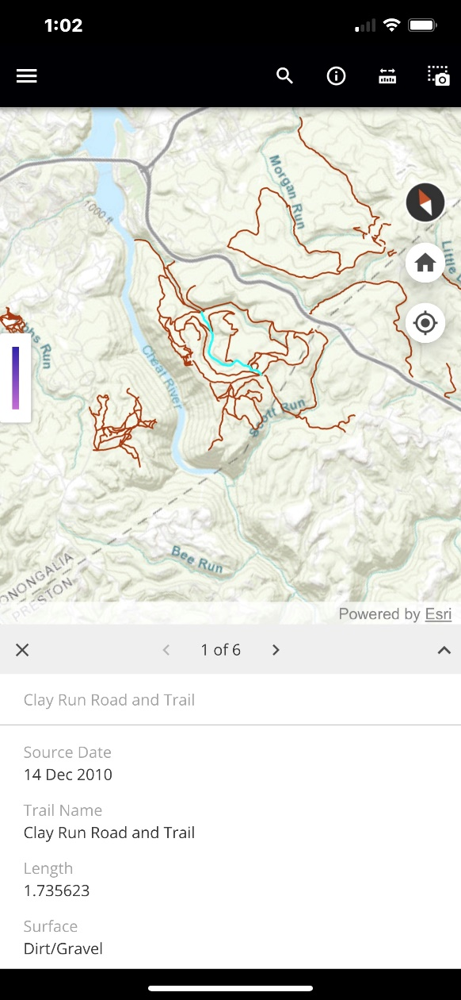 1:02
Morgan Run
1000 ft
Little
Cheat River
Scott Run
Bee Run
PRESTON
Powered by Esri
1 of 6
Clay Run Road and Trail
Source Date
14 Dec 2010
Trail Name
Clay Run Road and Trail
Length
1.735623
Surface
Dirt/Gravel